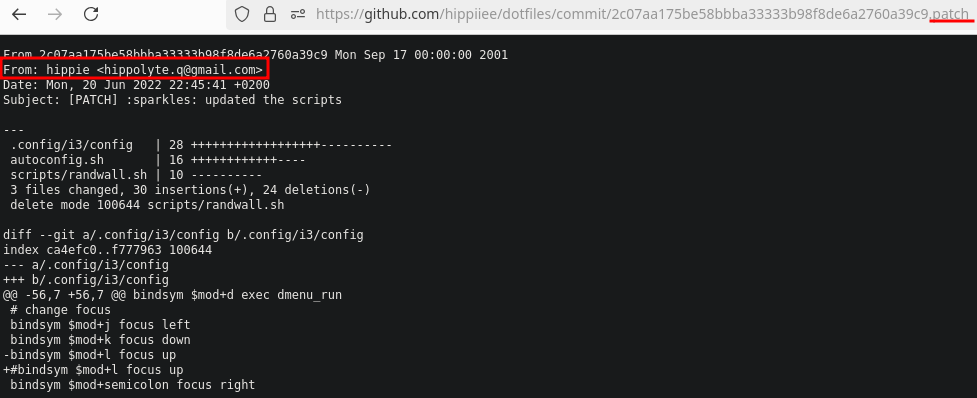 https://github.com/hippiiee/dotfiles/commit/2c07aa175be58bbba33333b98f8de6a2760a39c9.patch
From 2c07aa175be58bbba33333b98f8de6a2760a39c9 Mon Sep 17 00:00:00 2001
From: hippie <hippolyte.q@gmail.com>
Date: Mon, 20 Jun 2022 22:45:41 +0200
Subject: [PATCH] :sparkles: updated the scripts
---
.config/i3/config | 28 ++++++++++++++++++----------
autoconfig.sh | 16 ++++++++++++----
scripts/randwall.sh | 10 ----------
3 files changed, 30 insertions(+), 24 deletions(-)
delete mode 100644 scripts/randwall.sh
diff --git a/.config/i3/config b/.config/i3/config
index ca4efc0..f777963 100644
--- a/.config/i3/config
+++ b/.config/i3/config
@@ -56,7 +56,7 @@ bindsym $mod+d exec dmenu_run
# change focus
bindsym $mod+j focus left
bindsym $mod+k focus down
-bindsym $mod+l focus up
+#bindsym $mod+l focus up
bindsym $mod+semicolon focus right